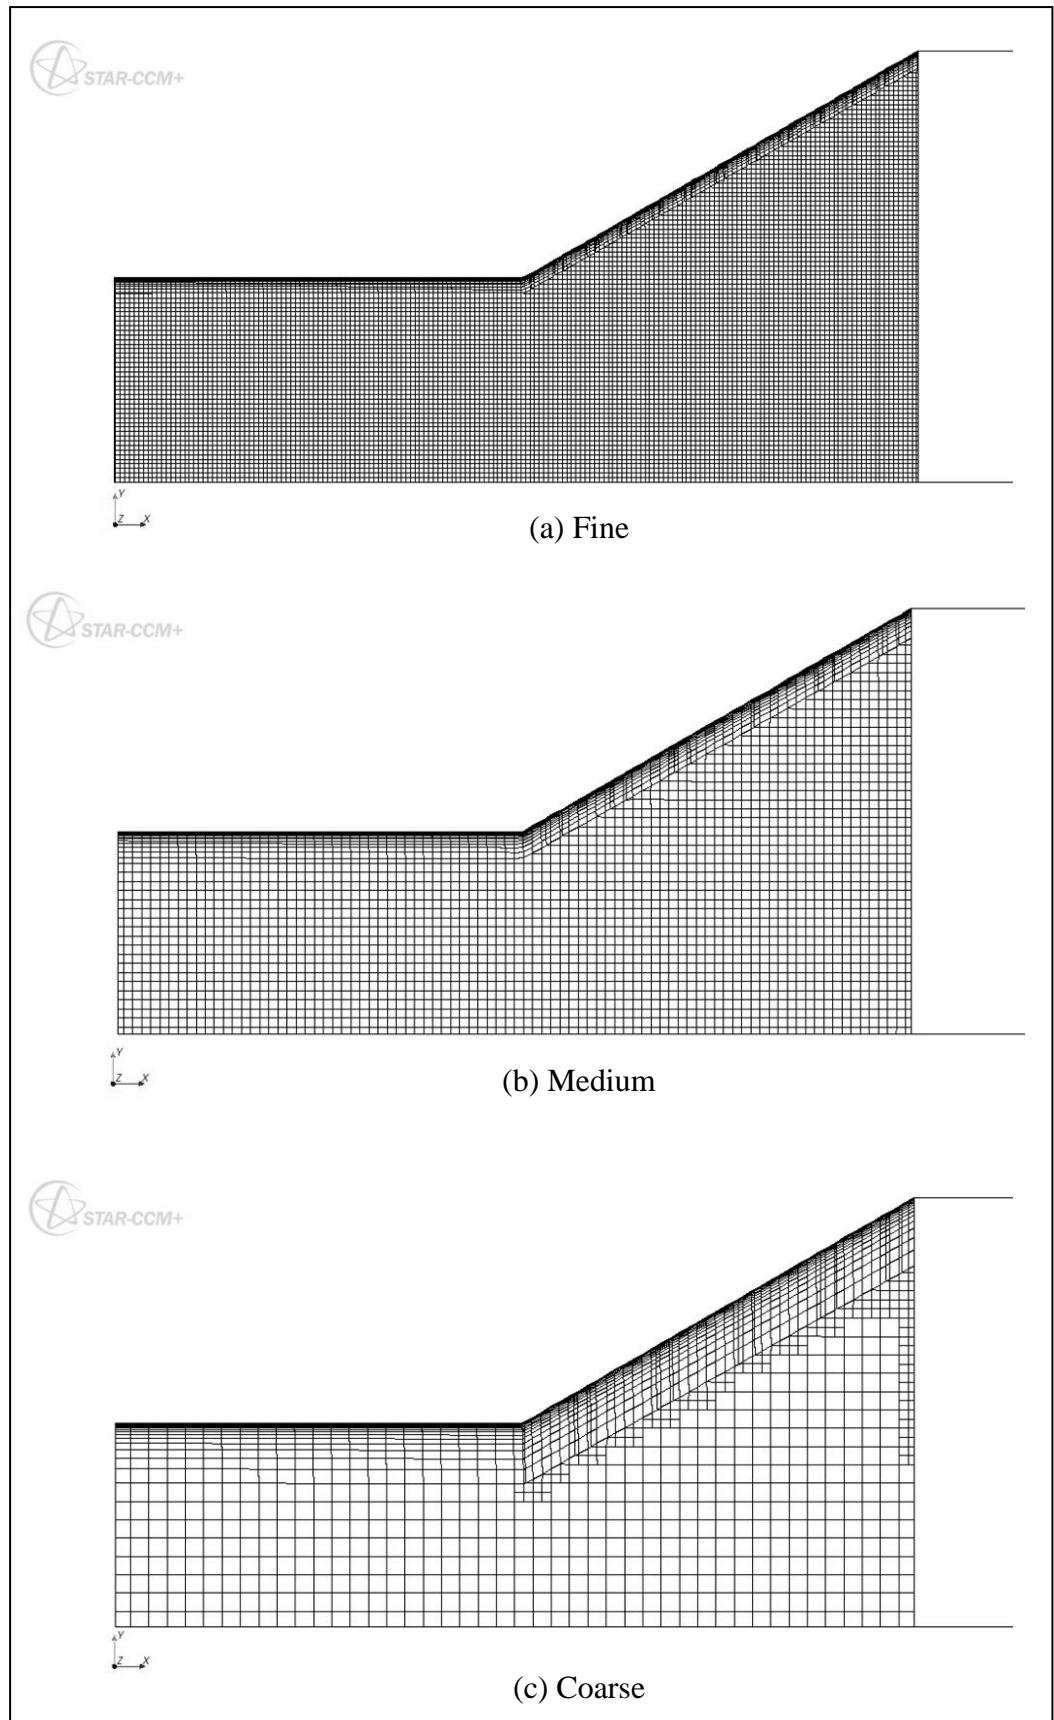 STAR-CCM+
Y
Z X
(a) Fine
STAR-CCM+
Y
Z X
(b) Medium
STAR-CCM+
Y
Z X
(c) Coarse